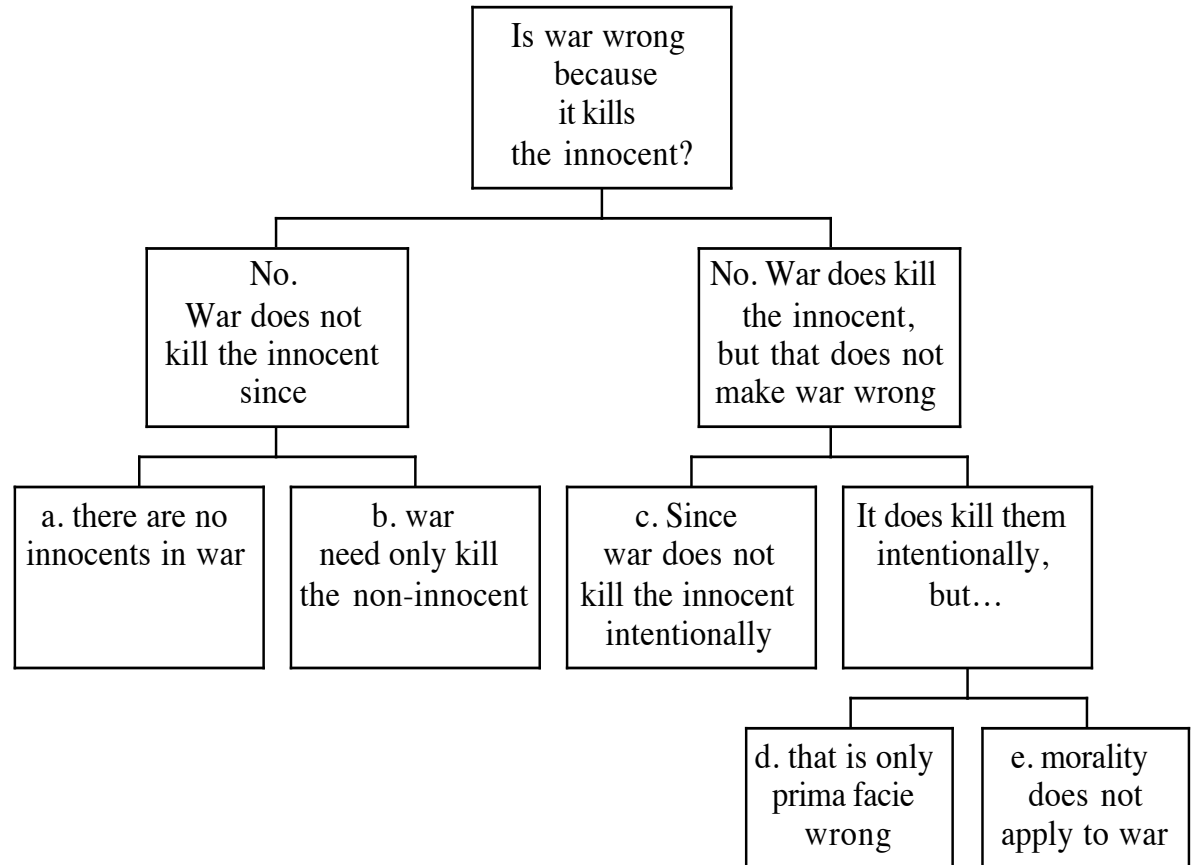 Is war wrong
because
it kills
the innocent?
No.
War does not
kill the innocent
since
No. War does kill
the innocent,
but that does not
make war wrong
a. there are no
innocents in war
b. war
need only kill
the non-innocent
c. Since
war does not
kill the innocent
intentionally
It does kill them
intentionally,
but…
d. that is only
prima facie
wrong
e. morality
does not
apply to war